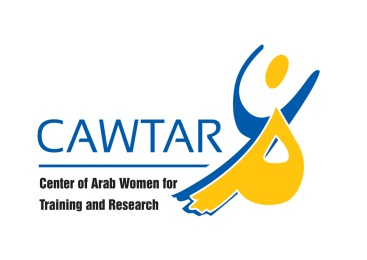 CAWTAR
Center of Arab Women for
Training and Research